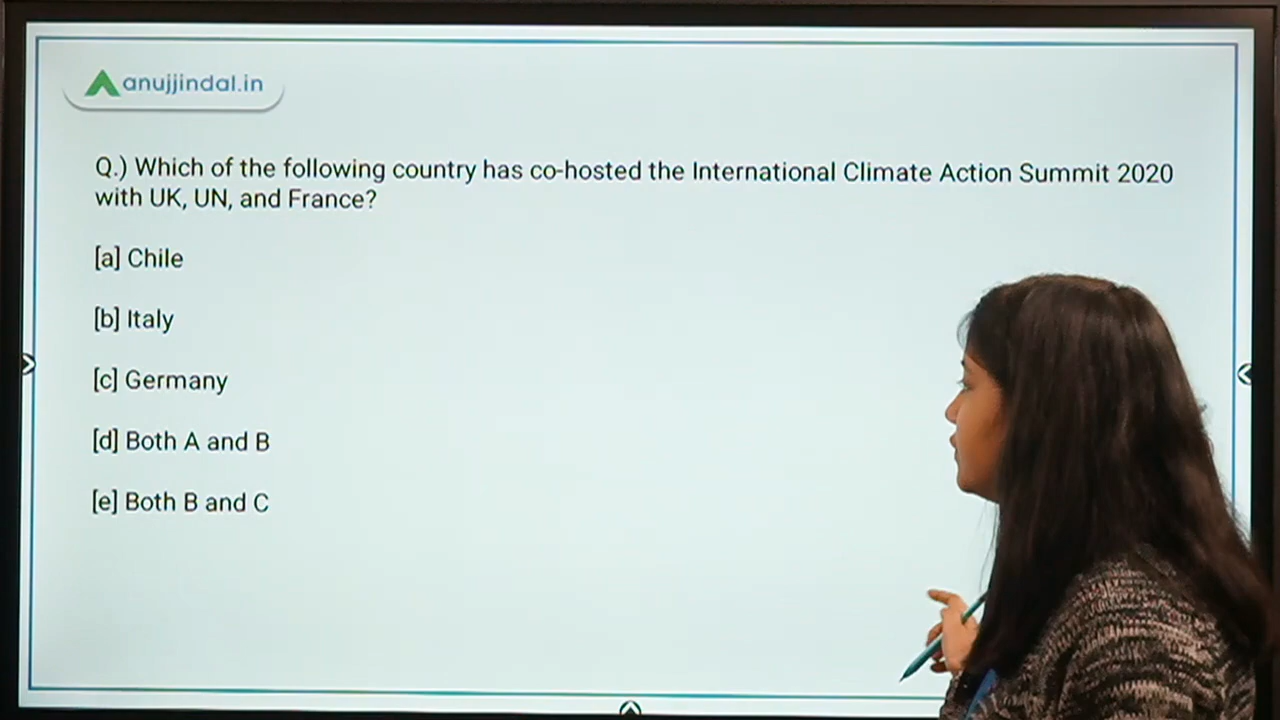 anujjindal.in
Q.) Which of the following country has co-hosted the International Climate Action Summit 2020
with UK, UN, and France?
[a] Chile
[b] Italy
[c] Germany
[d] Both A and B
[e] Both B and C